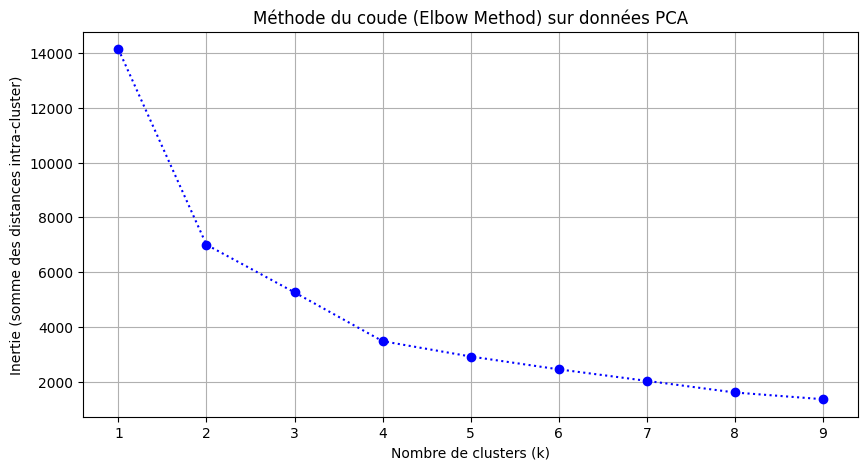 Méthode du coude (Elbow Method) sur données PCA
Inertie (somme des distances intra-cluster)
14000
12000
10000
8000
6000
4000
2000
1 2 3 4 5 6 7 8 9
Nombre de clusters (k)